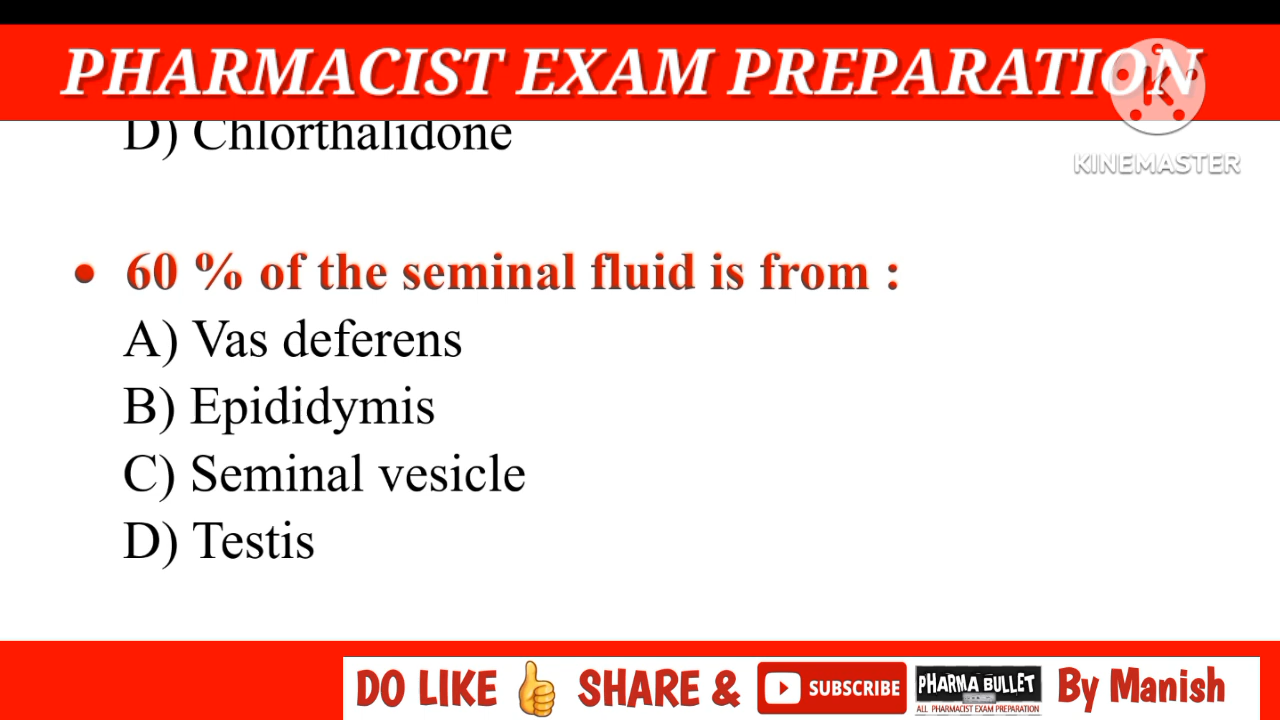 PHARMACIST EXAM PREPARATION
KINEMASTER
D) Chlorthalidone
• 60 % of the seminal fluid is from :
A) Vas deferens
B) Epididymis
C) Seminal vesicle
D) Testis
DO LIKE 👍 SHARE & SUBSCRIBE PHARMA BULLET By Manish
ALL PHARMACIST EXAM PREPARATION